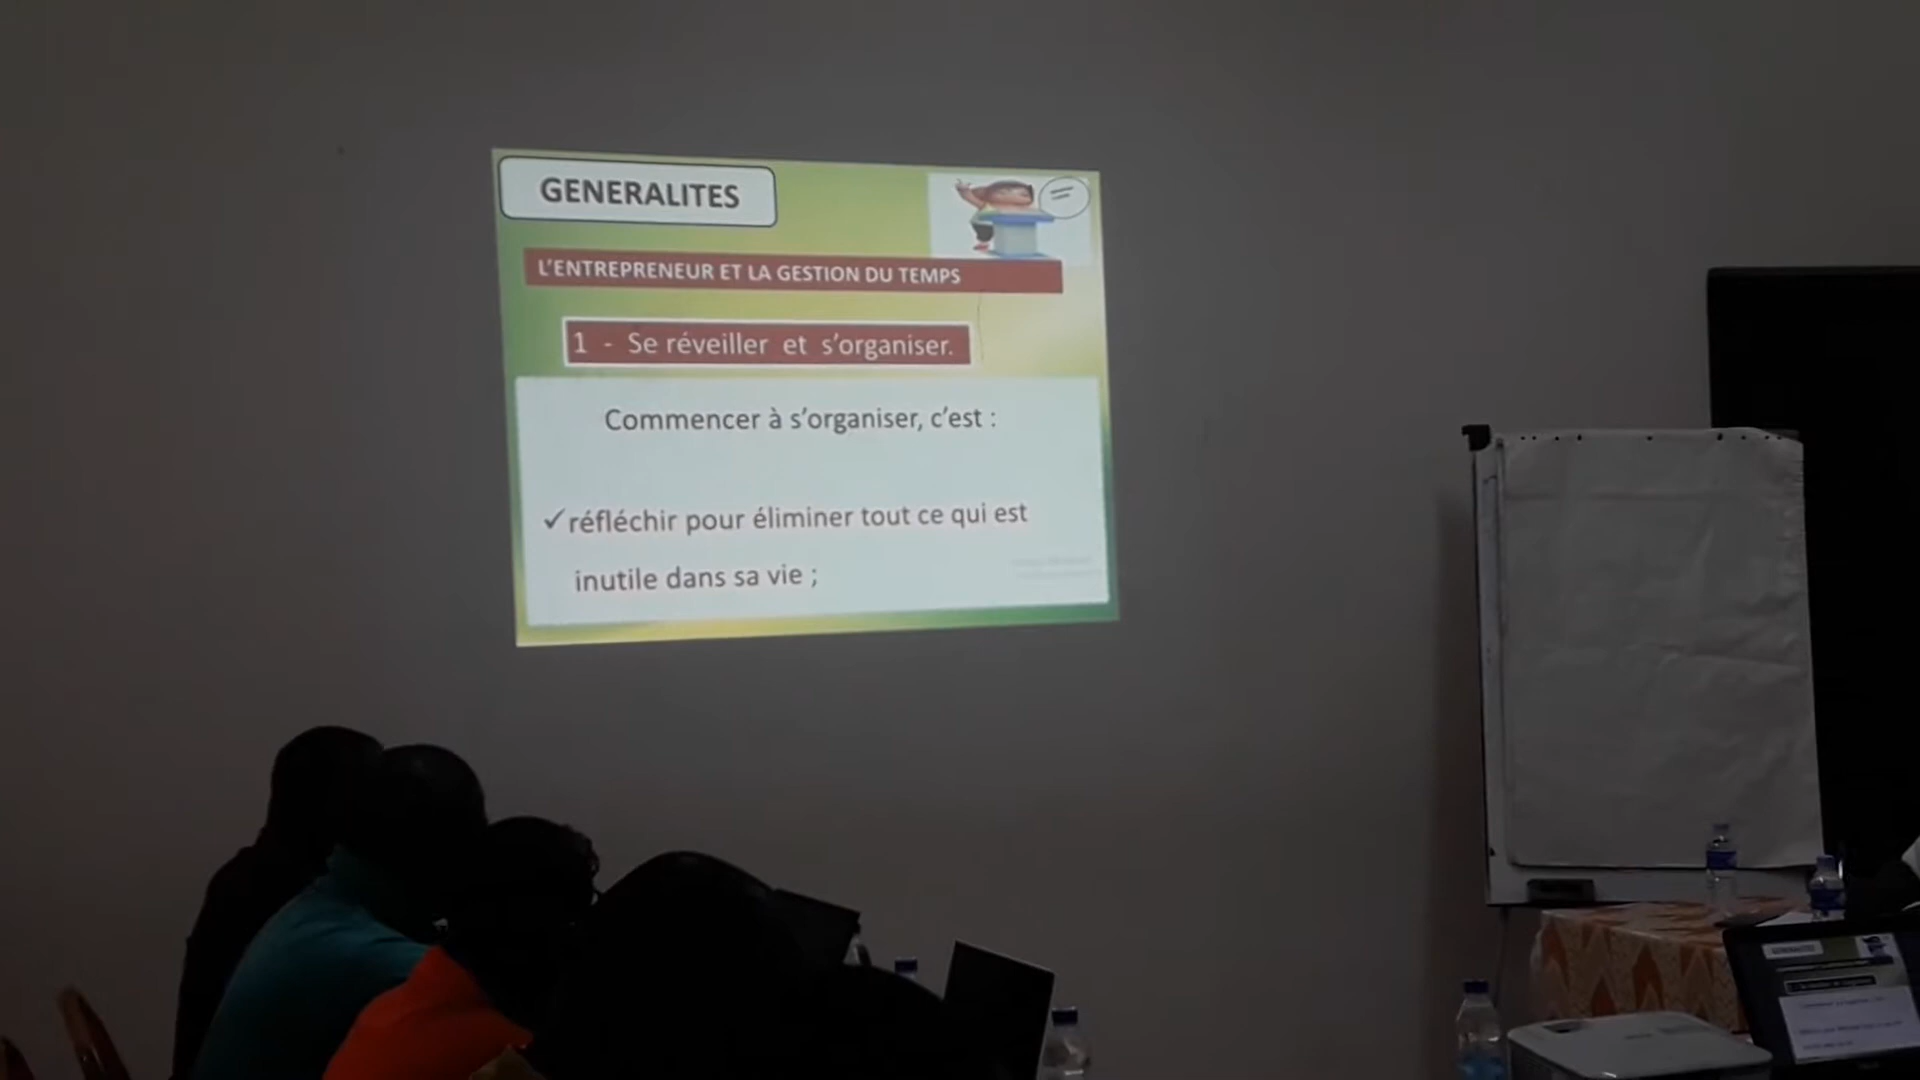 GENERALITES
L'ENTREPRENEUR ET LA GESTION DU TEMPS
1 - Se réveiller et s'organiser.
Commencer à s'organiser, c'est :
✓ réfléchir pour éliminer tout ce qui est
inutile dans sa vie ;
GENERALITES